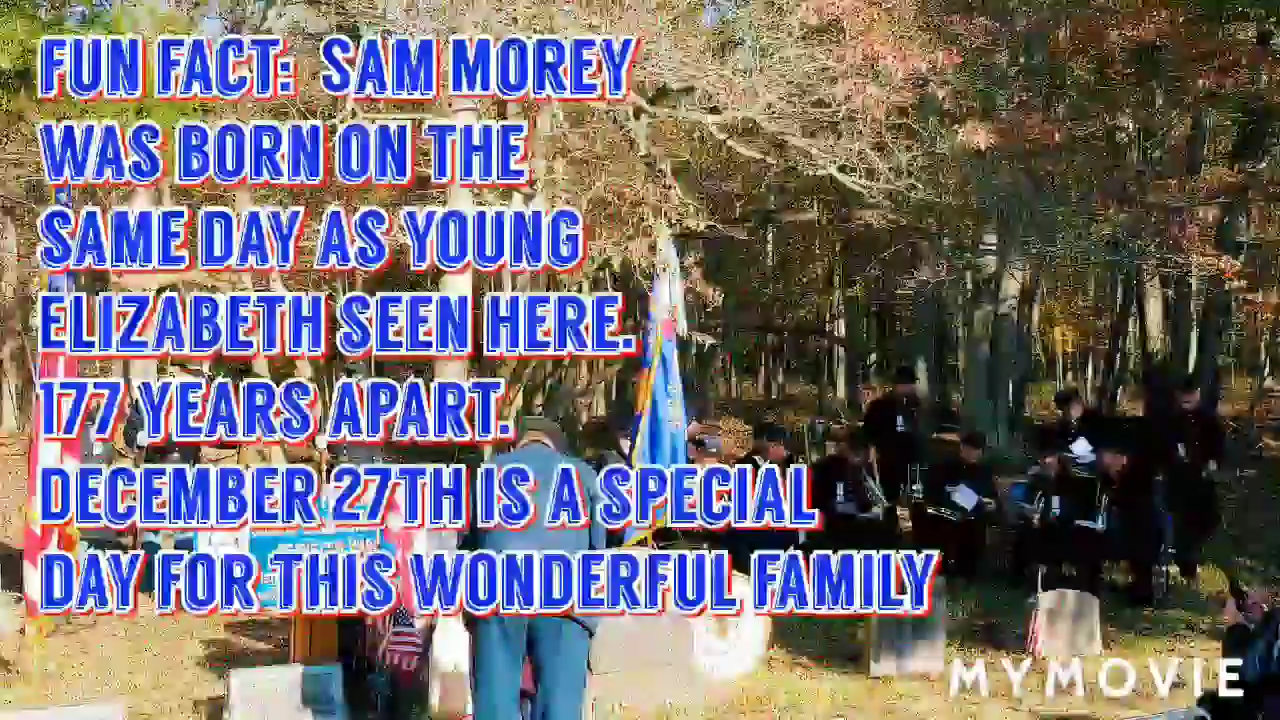 FUN FACT: SAM MOREY
WAS BORN ON THE
SAME DAY AS YOUNG
ELIZABETH SEEN HERE.
177 YEARS APART.
DECEMBER 27TH IS A SPECIAL
DAY FOR THIS WONDERFUL FAMILY
MYMOVIE